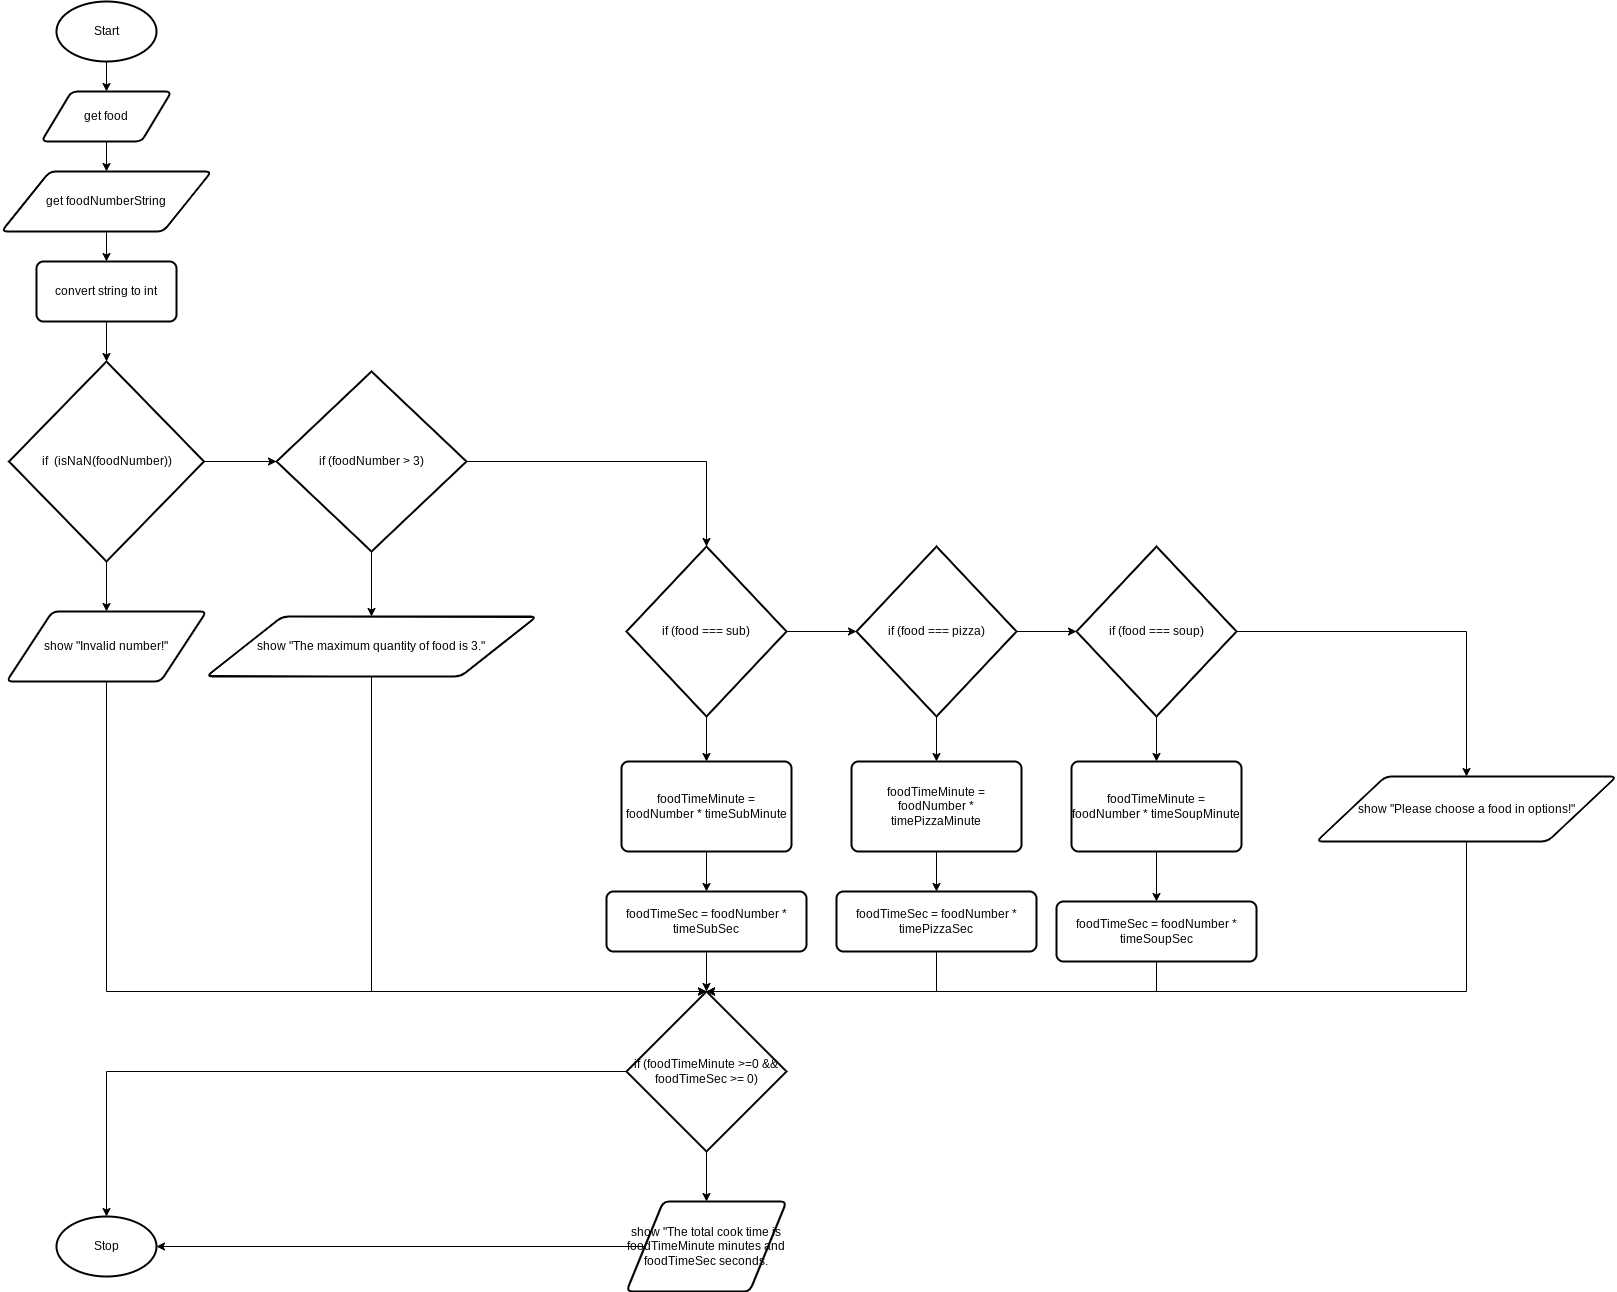 Start
get food
get foodNumberString
convert string to int
if  (isNaN(foodNumber))
if (foodNumber > 3)
show "Invalid number!"
show "The maximum quantity of food is 3."
if (food === sub)
if (food === pizza)
if (food === soup)
foodTimeMinute =
foodNumber * timeSubMinute
foodTimeMinute =
foodNumber *
timePizzaMinute
foodTimeMinute =
foodNumber * timeSoupMinute
show "Please choose a food in options!"
foodTimeSec = foodNumber *
timeSubSec
foodTimeSec = foodNumber *
timePizzaSec
foodTimeSec = foodNumber *
timeSoupSec
if (foodTimeMinute >=0 &&
foodTimeSec >= 0)
show "The total cook time is
foodTimeMinute minutes and
foodTimeSec seconds.
Stop